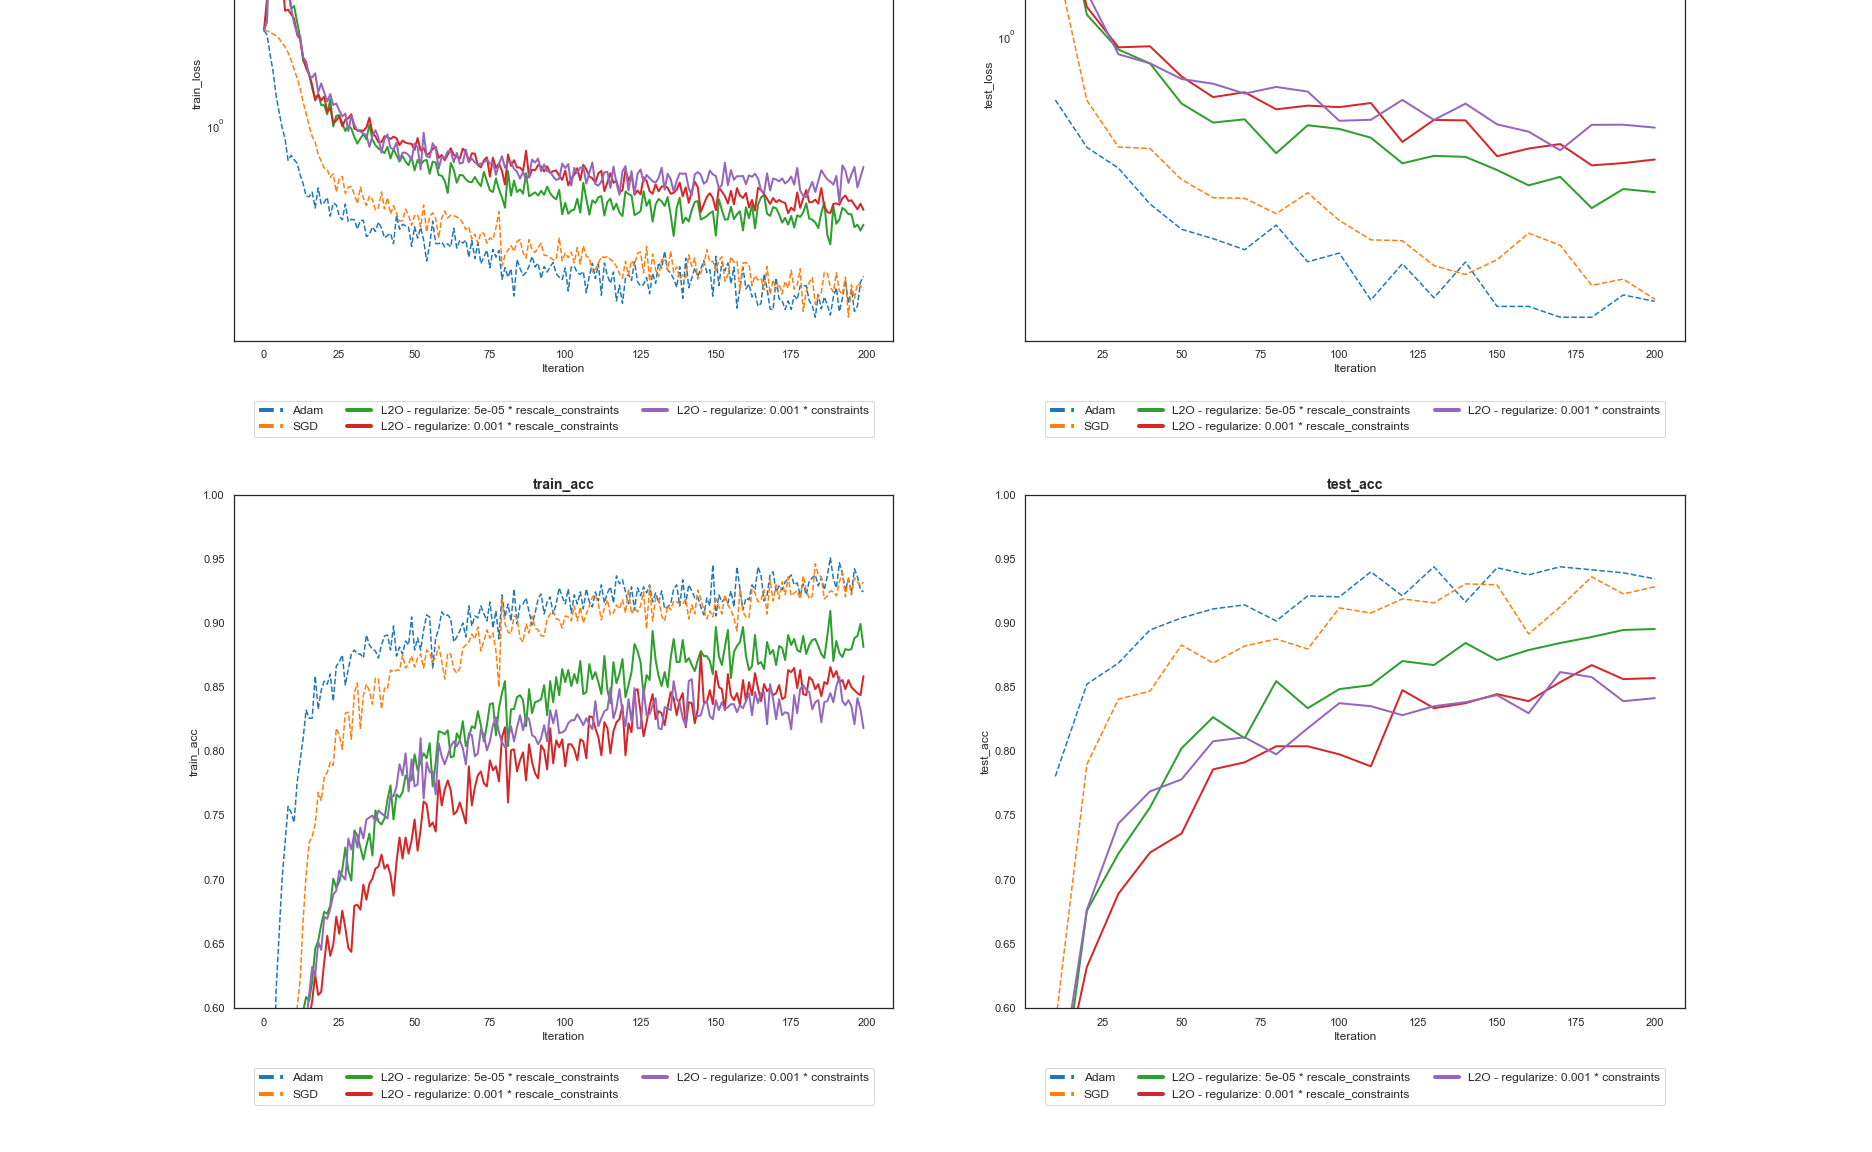 train_loss
10^0
0 25 50 75 100 125 150 175 200
Iteration
Adam
SGD
L2O - regularize: 5e-05 * rescale_constraints
L2O - regularize: 0.001 * rescale_constraints
L2O - regularize: 0.001 * constraints
test_loss
10^0
25 50 75 100 125 150 175 200
Iteration
Adam
SGD
L2O - regularize: 5e-05 * rescale_constraints
L2O - regularize: 0.001 * rescale_constraints
L2O - regularize: 0.001 * constraints
train_acc
train_acc
1.00
0.95
0.90
0.85
0.80
0.75
0.70
0.65
0.60
0 25 50 75 100 125 150 175 200
Iteration
Adam
SGD
L2O - regularize: 5e-05 * rescale_constraints
L2O - regularize: 0.001 * rescale_constraints
L2O - regularize: 0.001 * constraints
test_acc
test_acc
1.00
0.95
0.90
0.85
0.80
0.75
0.70
0.65
0.60
25 50 75 100 125 150 175 200
Iteration
Adam
SGD
L2O - regularize: 5e-05 * rescale_constraints
L2O - regularize: 0.001 * rescale_constraints
L2O - regularize: 0.001 * constraints